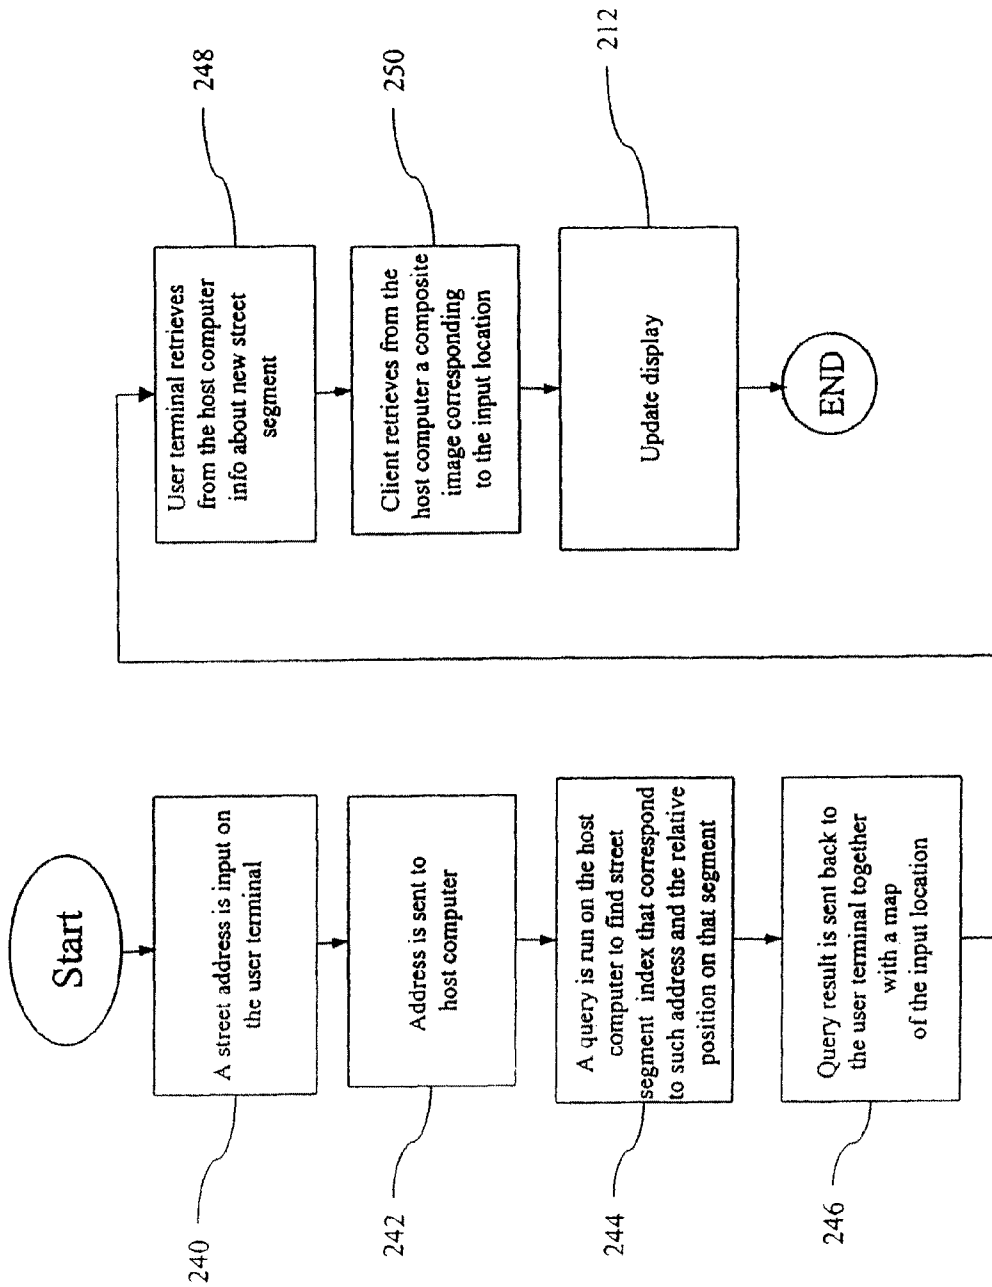 Start
A street address is input on
the user terminal
240
Address is sent to
host computer
242
A query is run on the host
computer to find street
segment index that correspond
to such address and the relative
position on that segment
244
Query result is sent back to
the user terminal together
with a map
of the input location
246
User terminal retrieves
from the host computer
info about new street
segment
248
Client retrieves from the
host computer a composite
image corresponding
to the input location
250
Update display
212
END